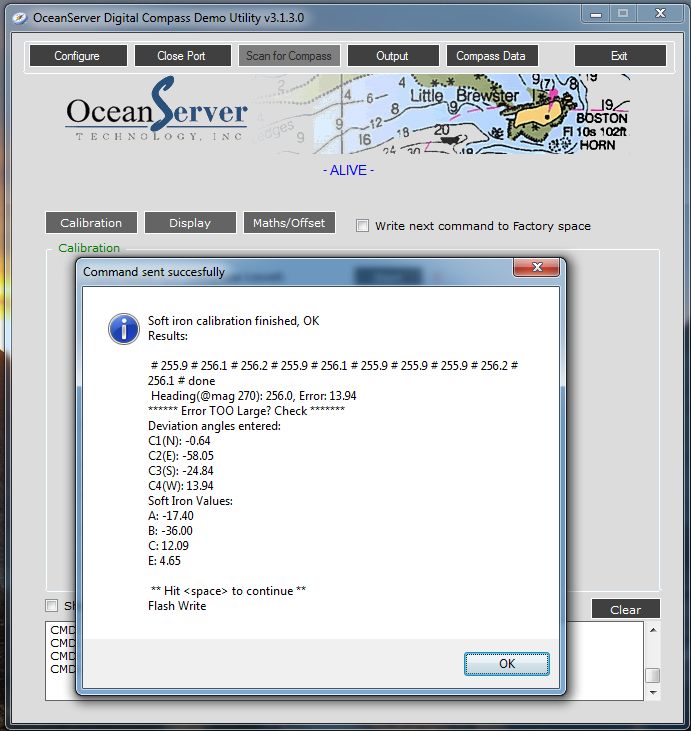 OceanServer Digital Compass Demo Utility v3.1.3.0
Configure Close Port Scan for Compass Output Compass Data Exit
OCEANSERVER
TECHNOLOGY, INC
Little Brewster
BOSTON
Fl 10s 102ft
HORN
- ALIVE -
Calibration Display Maths/Offset Write next command to Factory space
Calibration
Command sent succesfully
Soft iron calibration finished, OK
Results:
# 255.9 # 256.1 # 256.2 # 255.9 # 256.1 # 255.9 # 255.9 # 255.9 # 256.2 #
256.1 # done
Heading(@mag 270): 256.0, Error: 13.94
****** Error TOO Large? Check *******
Deviation angles entered:
C1(N): -0.64
C2(E): -58.05
C3(S): -24.84
C4(W): 13.94
Soft Iron Values:
A: -17.40
B: -36.00
C: 12.09
E: 4.65
** Hit <space> to continue **
Flash Write
OK
Clear
CMD
CMD
CMD
CMD